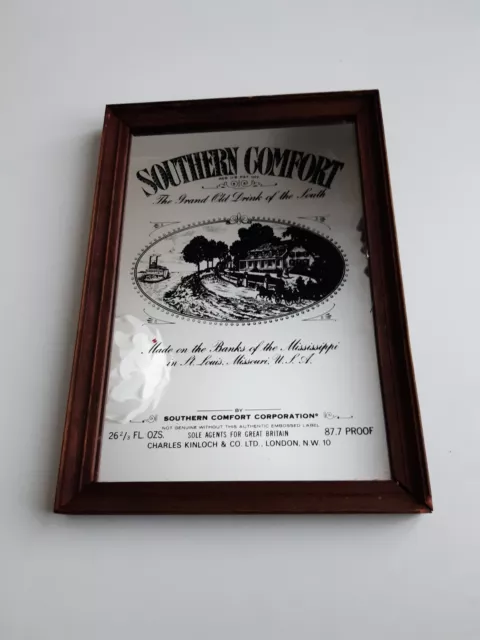 SOUTHERN COMFORT
The Grand Old Drink of the South
Made on the Banks of the Mississippi
in St. Louis, Missouri, U.S.A.
BY
SOUTHERN COMFORT CORPORATION
NOT GENUINE WITHOUT THIS AUTHENTIC EMBOSSED LABEL
26 2/3 FL. OZS. SOLE AGENTS FOR GREAT BRITAIN 87.7 PROOF
CHARLES KINLOCH & CO. LTD., LONDON, N.W. 10